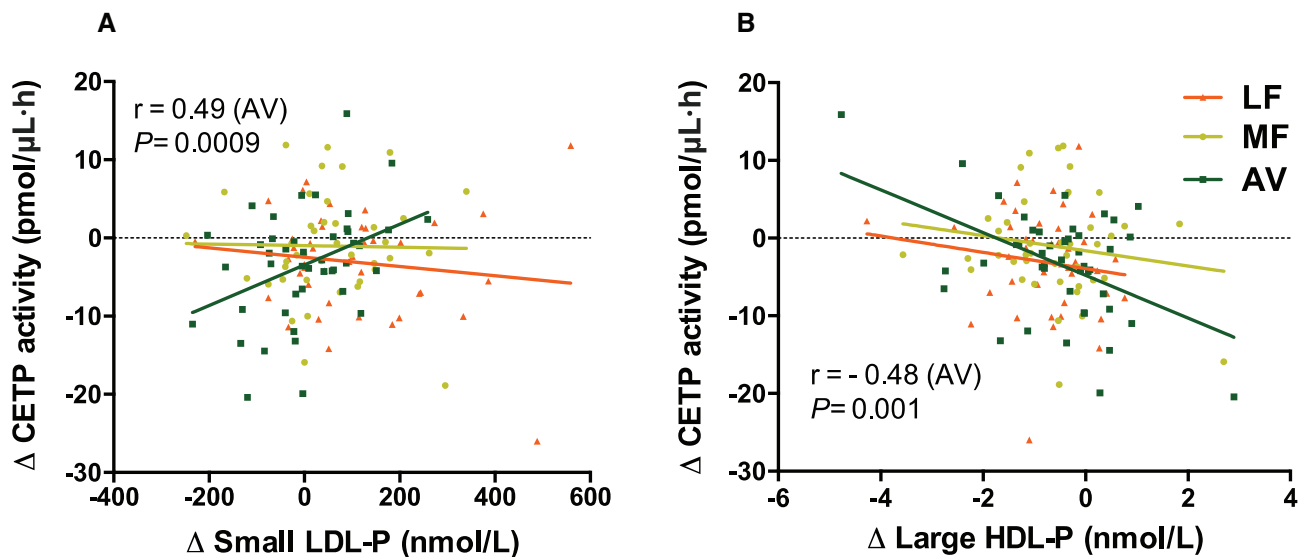 A
Δ CETP activity (pmol/µL·h)
20
10
0
-10
-20
-30
r = 0.49 (AV)
P= 0.0009
-400
-200
0
200
400
600
Δ Small LDL-P (nmol/L)
B
Δ CETP activity (pmol/µL·h)
20
10
0
-10
-20
-30
LF
MF
AV
r = - 0.48 (AV)
P= 0.001
-6
-4
-2
0
2
4
Δ Large HDL-P (nmol/L)